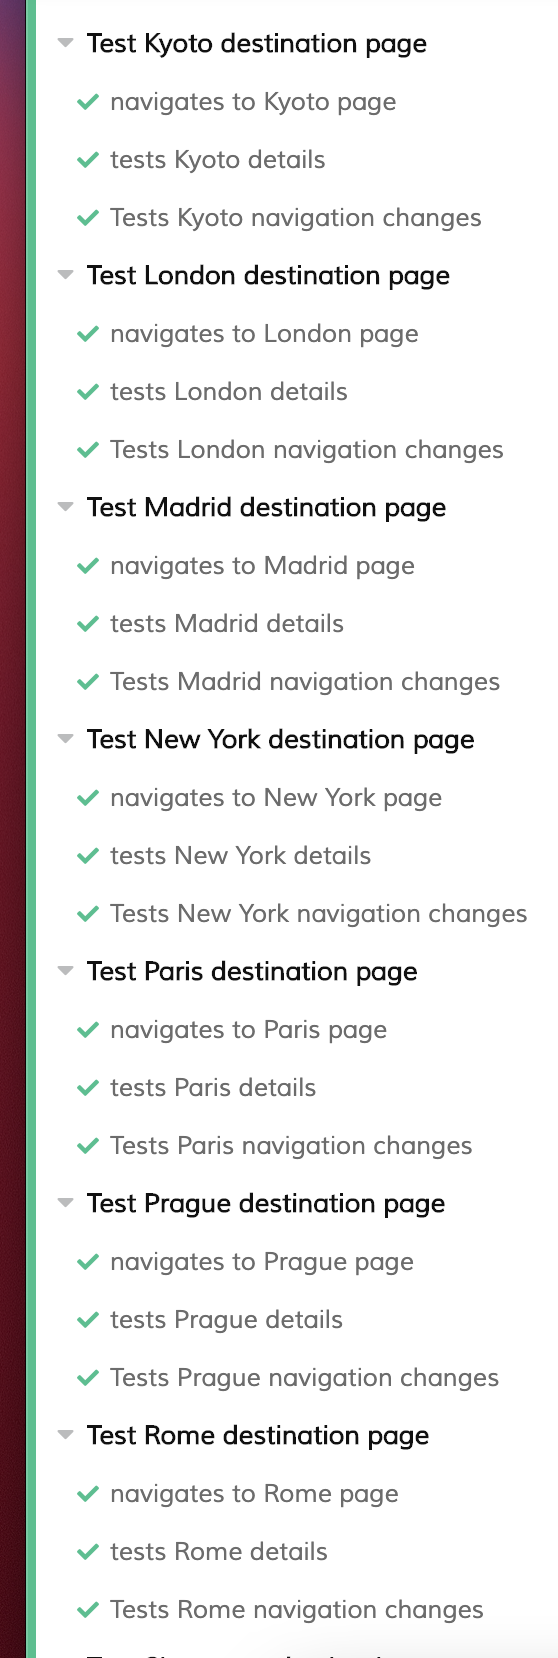 Test Kyoto destination page
navigates to Kyoto page
tests Kyoto details
Tests Kyoto navigation changes
Test London destination page
navigates to London page
tests London details
Tests London navigation changes
Test Madrid destination page
navigates to Madrid page
tests Madrid details
Tests Madrid navigation changes
Test New York destination page
navigates to New York page
tests New York details
Tests New York navigation changes
Test Paris destination page
navigates to Paris page
tests Paris details
Tests Paris navigation changes
Test Prague destination page
navigates to Prague page
tests Prague details
Tests Prague navigation changes
Test Rome destination page
navigates to Rome page
tests Rome details
Tests Rome navigation changes